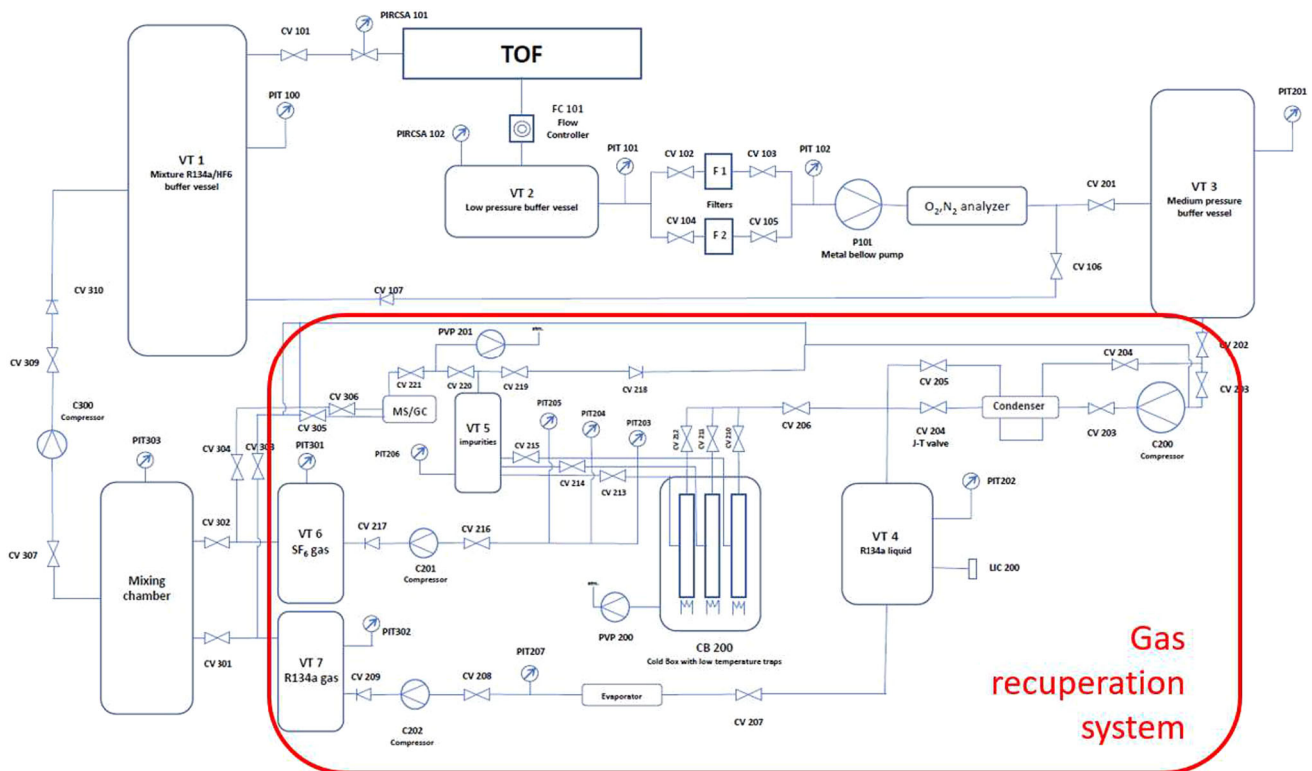 CV 101
PIRCSA 101
TOF
PIT 100
PIRCSA 102
FC 101
Flow
Controller
PIT 101
CV 102
F 1
CV 103
PIT 102
PIT201
VT 1
Mixture R134a/HF6
buffer vessel
VT 2
Low pressure buffer vessel
Filters
CV 104
F 2
CV 105
P101
Metal bellow pump
O₂,N₂ analyzer
CV 201
VT 3
Medium pressure
buffer vessel
CV 106
CV 107
CV 310
CV 309
C300
Compressor
CV 307
PVP 201
CV 221
CV 220
CV 219
CV 218
CV 202
CV 204
CV 203
CV 205
Condenser
CV 206
CV 204
J-T valve
CV 203
C200
Compressor
CV 306
MS/GC
CV 305
CV 304
CV 303
PIT303
PIT301
VT 5
impurities
PIT205
PIT204
PIT203
PIT206
CV 215
CV 214
CV 213
CV 212
CV 211
CV 210
PIT202
CV 302
VT 6
SF₆ gas
CV 217
C201
Compressor
CV 216
VT 4
R134a liquid
LIC 200
Mixing
chamber
PVP 200
CB 200
Cold Box with low temperature traps
CV 301
VT 7
R134a gas
PIT302
CV 209
C202
Compressor
CV 208
PIT207
Evaporator
CV 207
Gas
recuperation
system